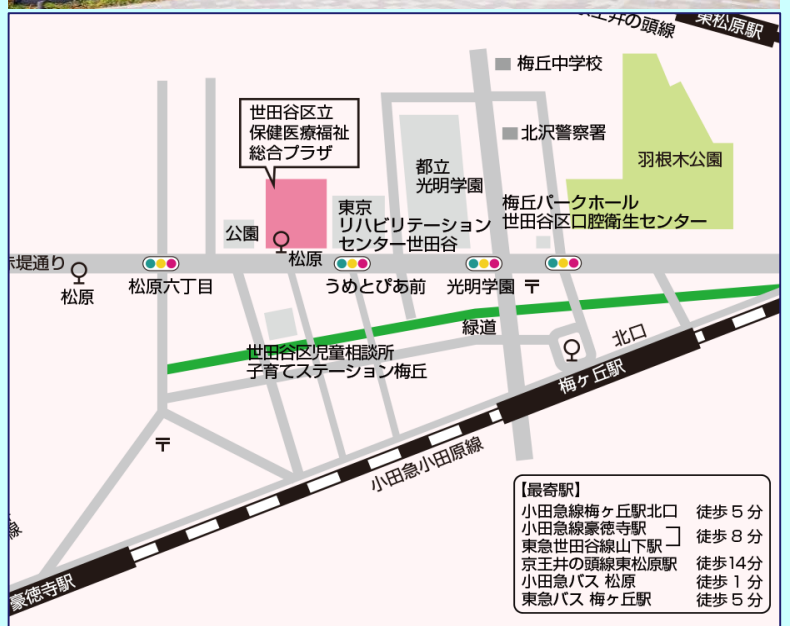 井の頭線
東松原駅
梅丘中学校
世田谷区立
保健医療福祉
総合プラザ
北沢警察署
羽根木公園
都立
光明学園
梅丘パークホール
世田谷区口腔衛生センター
東京
リハビリテーション
センター世田谷
公園
松原
赤堤通り
松原
松原六丁目
うめとぴあ前
光明学園
〒
緑道
北口
世田谷区児童相談所
子育てステーション梅丘
梅ヶ丘駅
〒
小田急小田原線
線
豪徳寺駅
【最寄駅】
小田急線梅ヶ丘駅北口 徒歩5分
小田急線豪徳寺駅
東急世田谷線山下駅 徒歩8分
京王井の頭線東松原駅 徒歩14分
小田急バス 松原 徒歩1分
東急バス 梅ヶ丘駅 徒歩5分